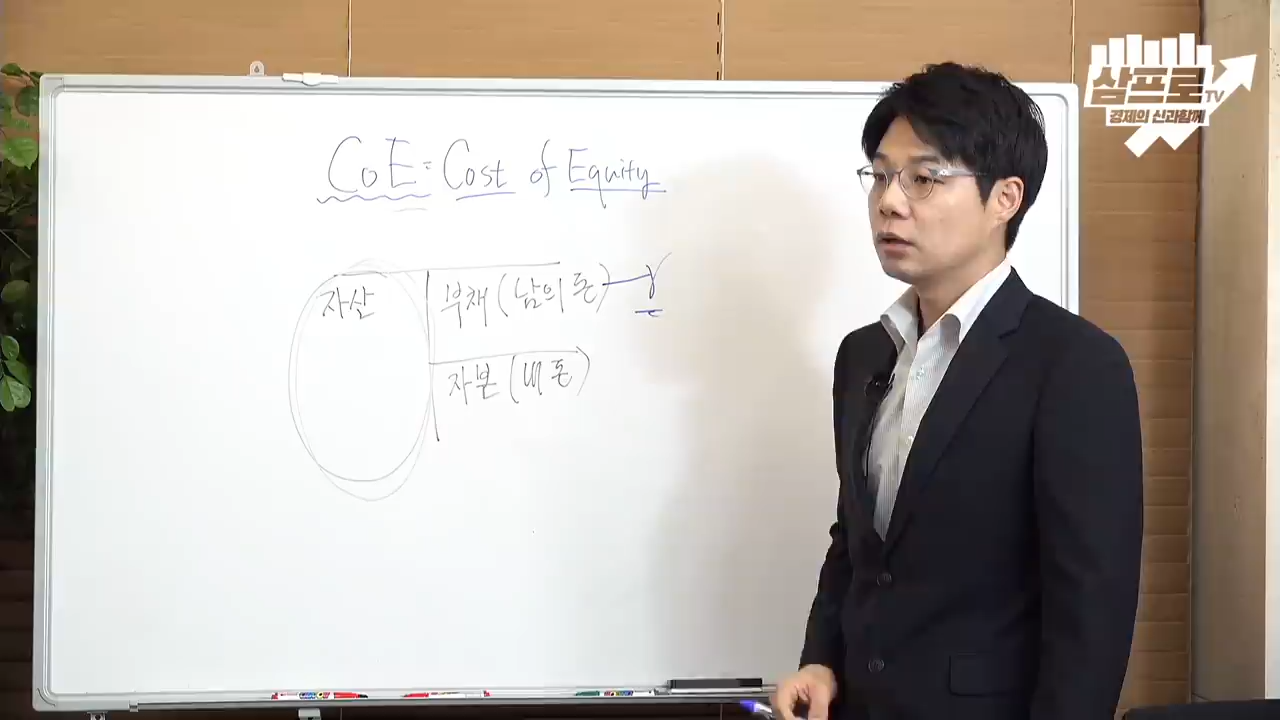 CoE = Cost of Equity
자산
부채 (남의 돈) r
자본 (내 돈)
삼프로TV
경제의 신과함께